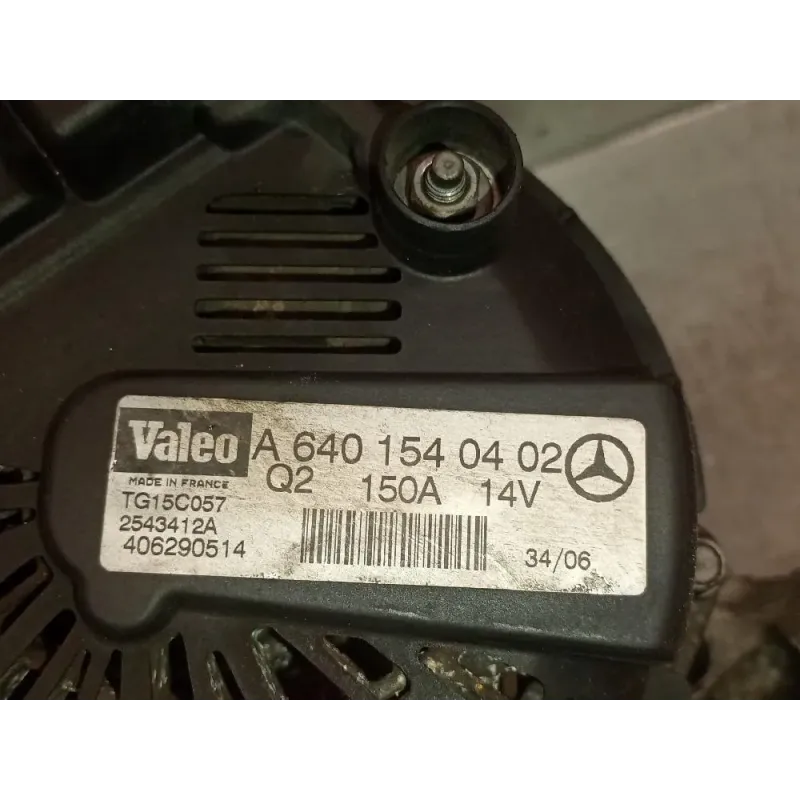 Valeo A 640 154 04 02
MADE IN FRANCE Q2 150A 14V
TG15C057
2543412A
406290514 34/06